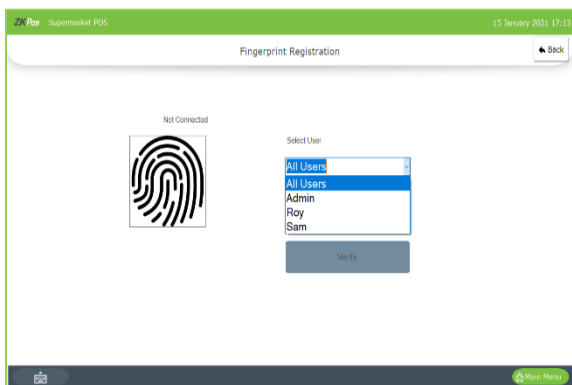 ZKPos Supermarket POS
15 January 2021 17:13
Fingerprint Registration
Back
Not Connected
Select User
All Users
All Users
Admin
Roy
Sam
Verify
Main Menu